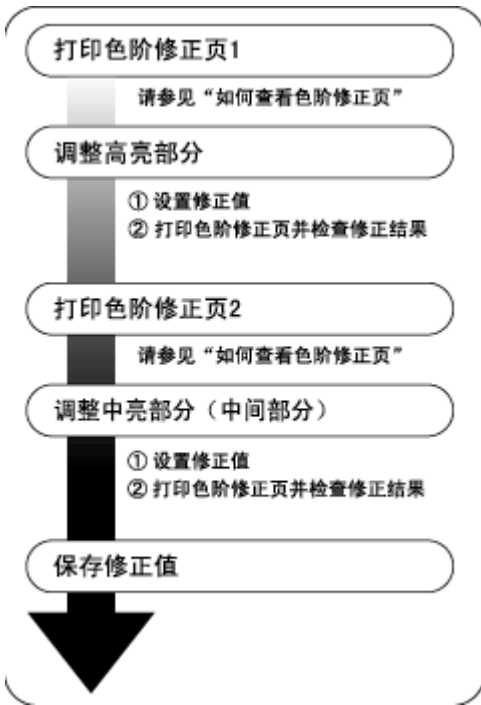 打印色阶修正页1
请参见“如何查看色阶修正页”
调整高亮部分
① 设置修正值
② 打印色阶修正页并检查修正结果
打印色阶修正页2
请参见“如何查看色阶修正页”
调整中亮部分（中间部分）
① 设置修正值
② 打印色阶修正页并检查修正结果
保存修正值